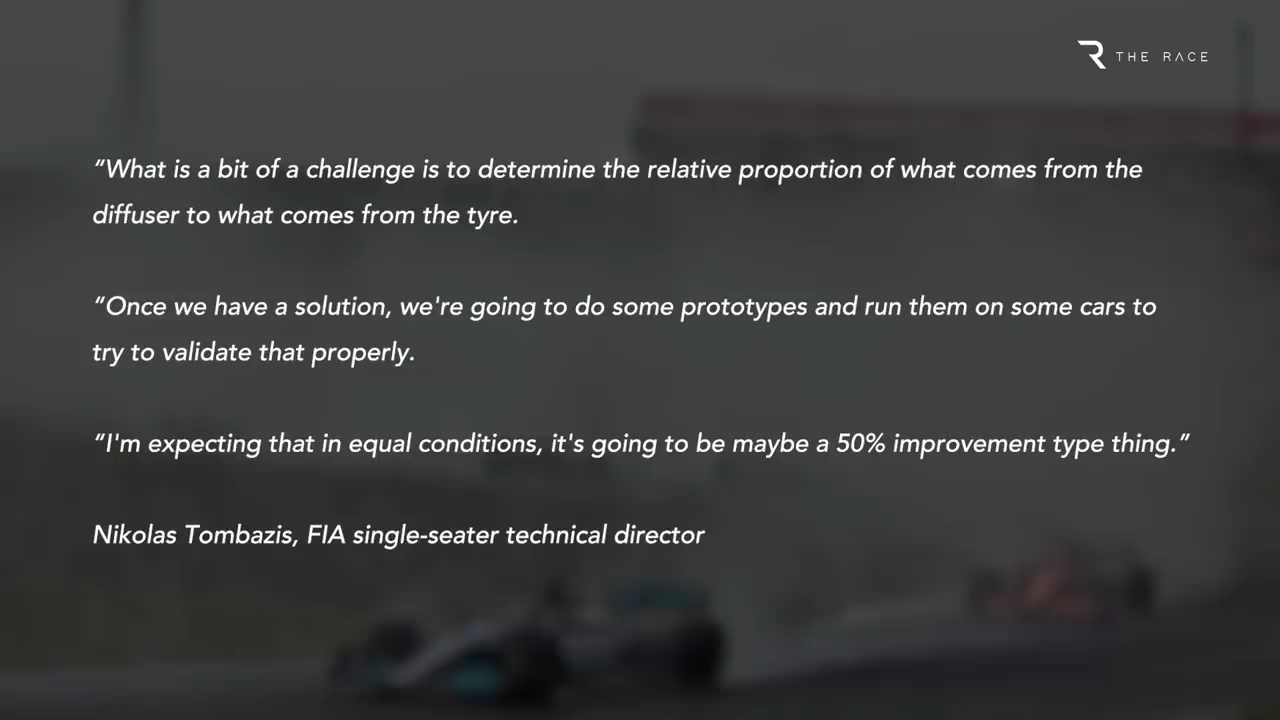 THE RACE
“What is a bit of a challenge is to determine the relative proportion of what comes from the
diffuser to what comes from the tyre.
“Once we have a solution, we're going to do some prototypes and run them on some cars to
try to validate that properly.
“I'm expecting that in equal conditions, it's going to be maybe a 50% improvement type thing.”
Nikolas Tombazis, FIA single-seater technical director